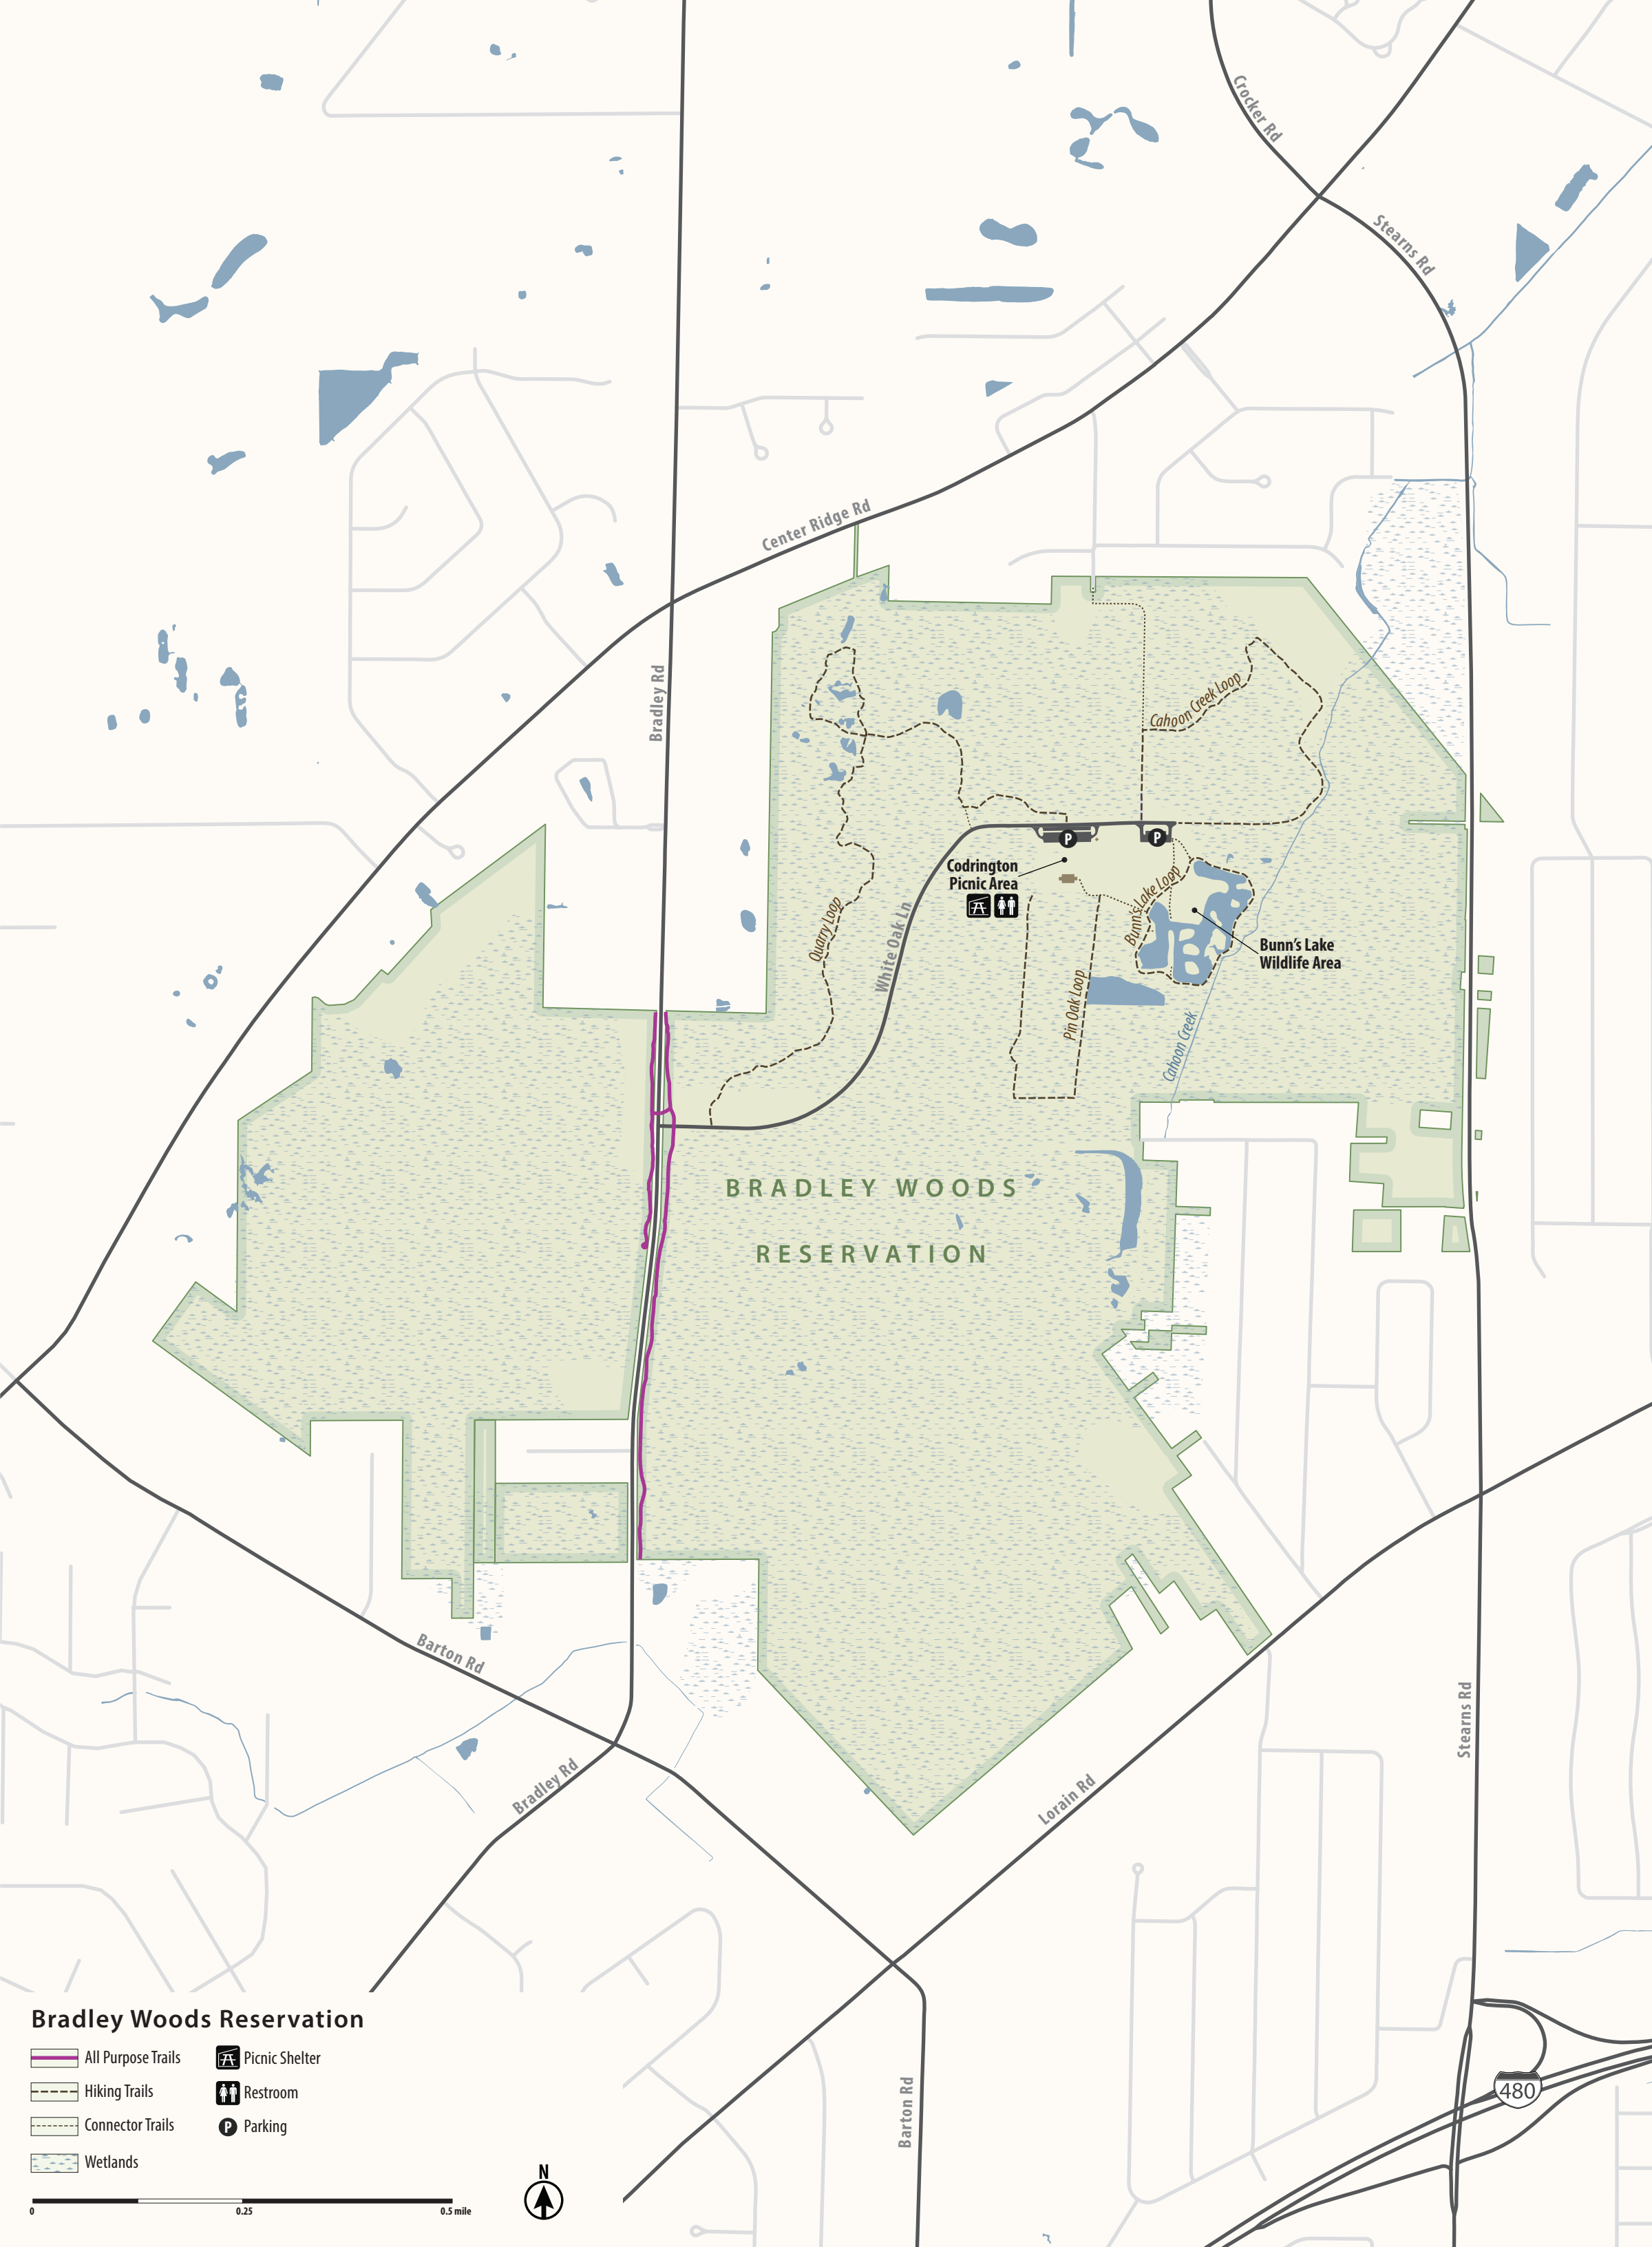 Crocker Rd
Stearns Rd
Center Ridge Rd
Bradley Rd
Cahoon Creek Loop
P
P
Codrington
Picnic Area
Bunn's Lake Loop
Quarry Loop
White Oak Ln
Bunn's Lake
Wildlife Area
Pin Oak Loop
Cahoon Creek
BRADLEY WOODS
RESERVATION
Barton Rd
Stearns Rd
Bradley Rd
Lorain Rd
Barton Rd
480
Bradley Woods Reservation
All Purpose Trails
Picnic Shelter
Hiking Trails
Restroom
Connector Trails
P Parking
Wetlands
N
0 0.25 0.5 mile